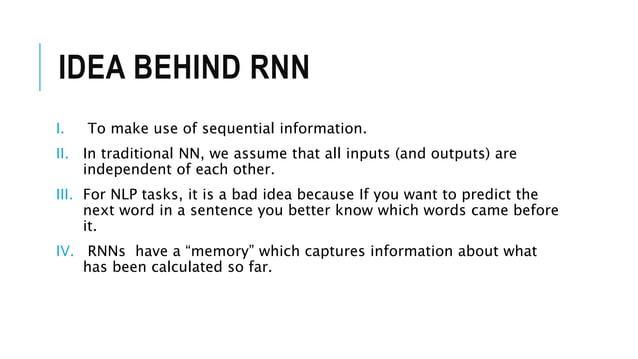 IDEA BEHIND RNN
I. To make use of sequential information.
II. In traditional NN, we assume that all inputs (and outputs) are
independent of each other.
III. For NLP tasks, it is a bad idea because If you want to predict the
next word in a sentence you better know which words came before
it.
IV. RNNs have a “memory” which captures information about what
has been calculated so far.